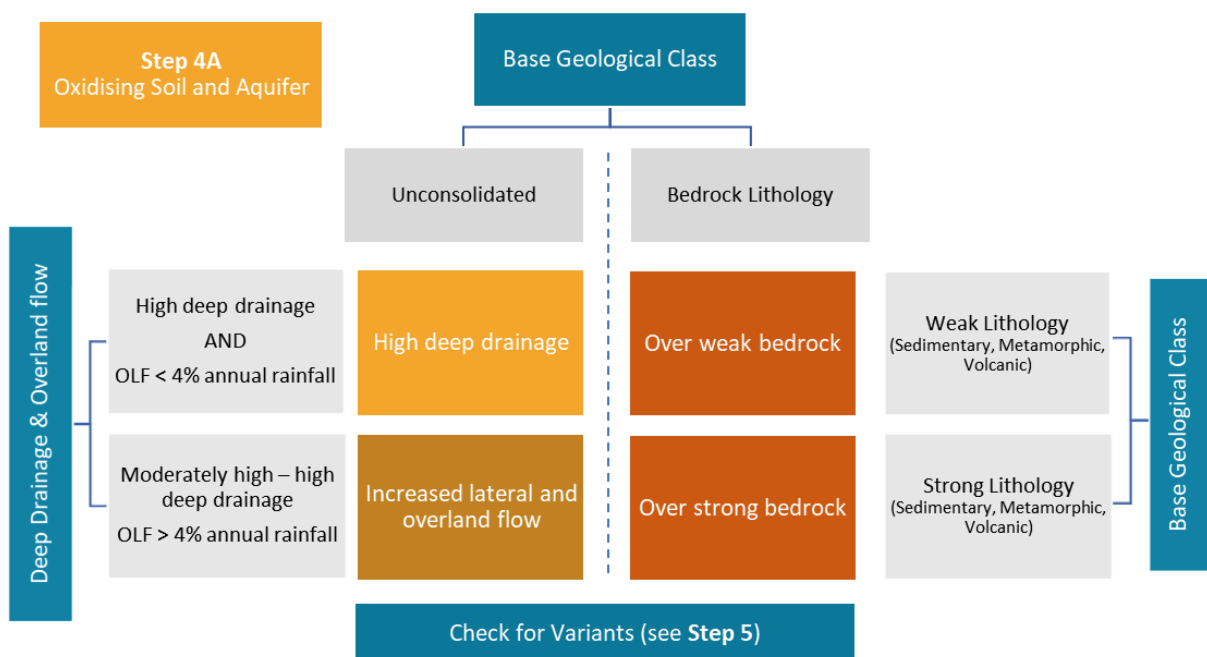 Step 4A
Oxidising Soil and Aquifer
Base Geological Class
Unconsolidated
Bedrock Lithology
Deep Drainage & Overland flow
High deep drainage
AND
OLF < 4% annual rainfall
High deep drainage
Over weak bedrock
Weak Lithology
(Sedimentary, Metamorphic,
Volcanic)
Moderately high – high
deep drainage
OLF > 4% annual rainfall
Increased lateral and
overland flow
Over strong bedrock
Strong Lithology
(Sedimentary, Metamorphic,
Volcanic)
Base Geological Class
Check for Variants (see Step 5)